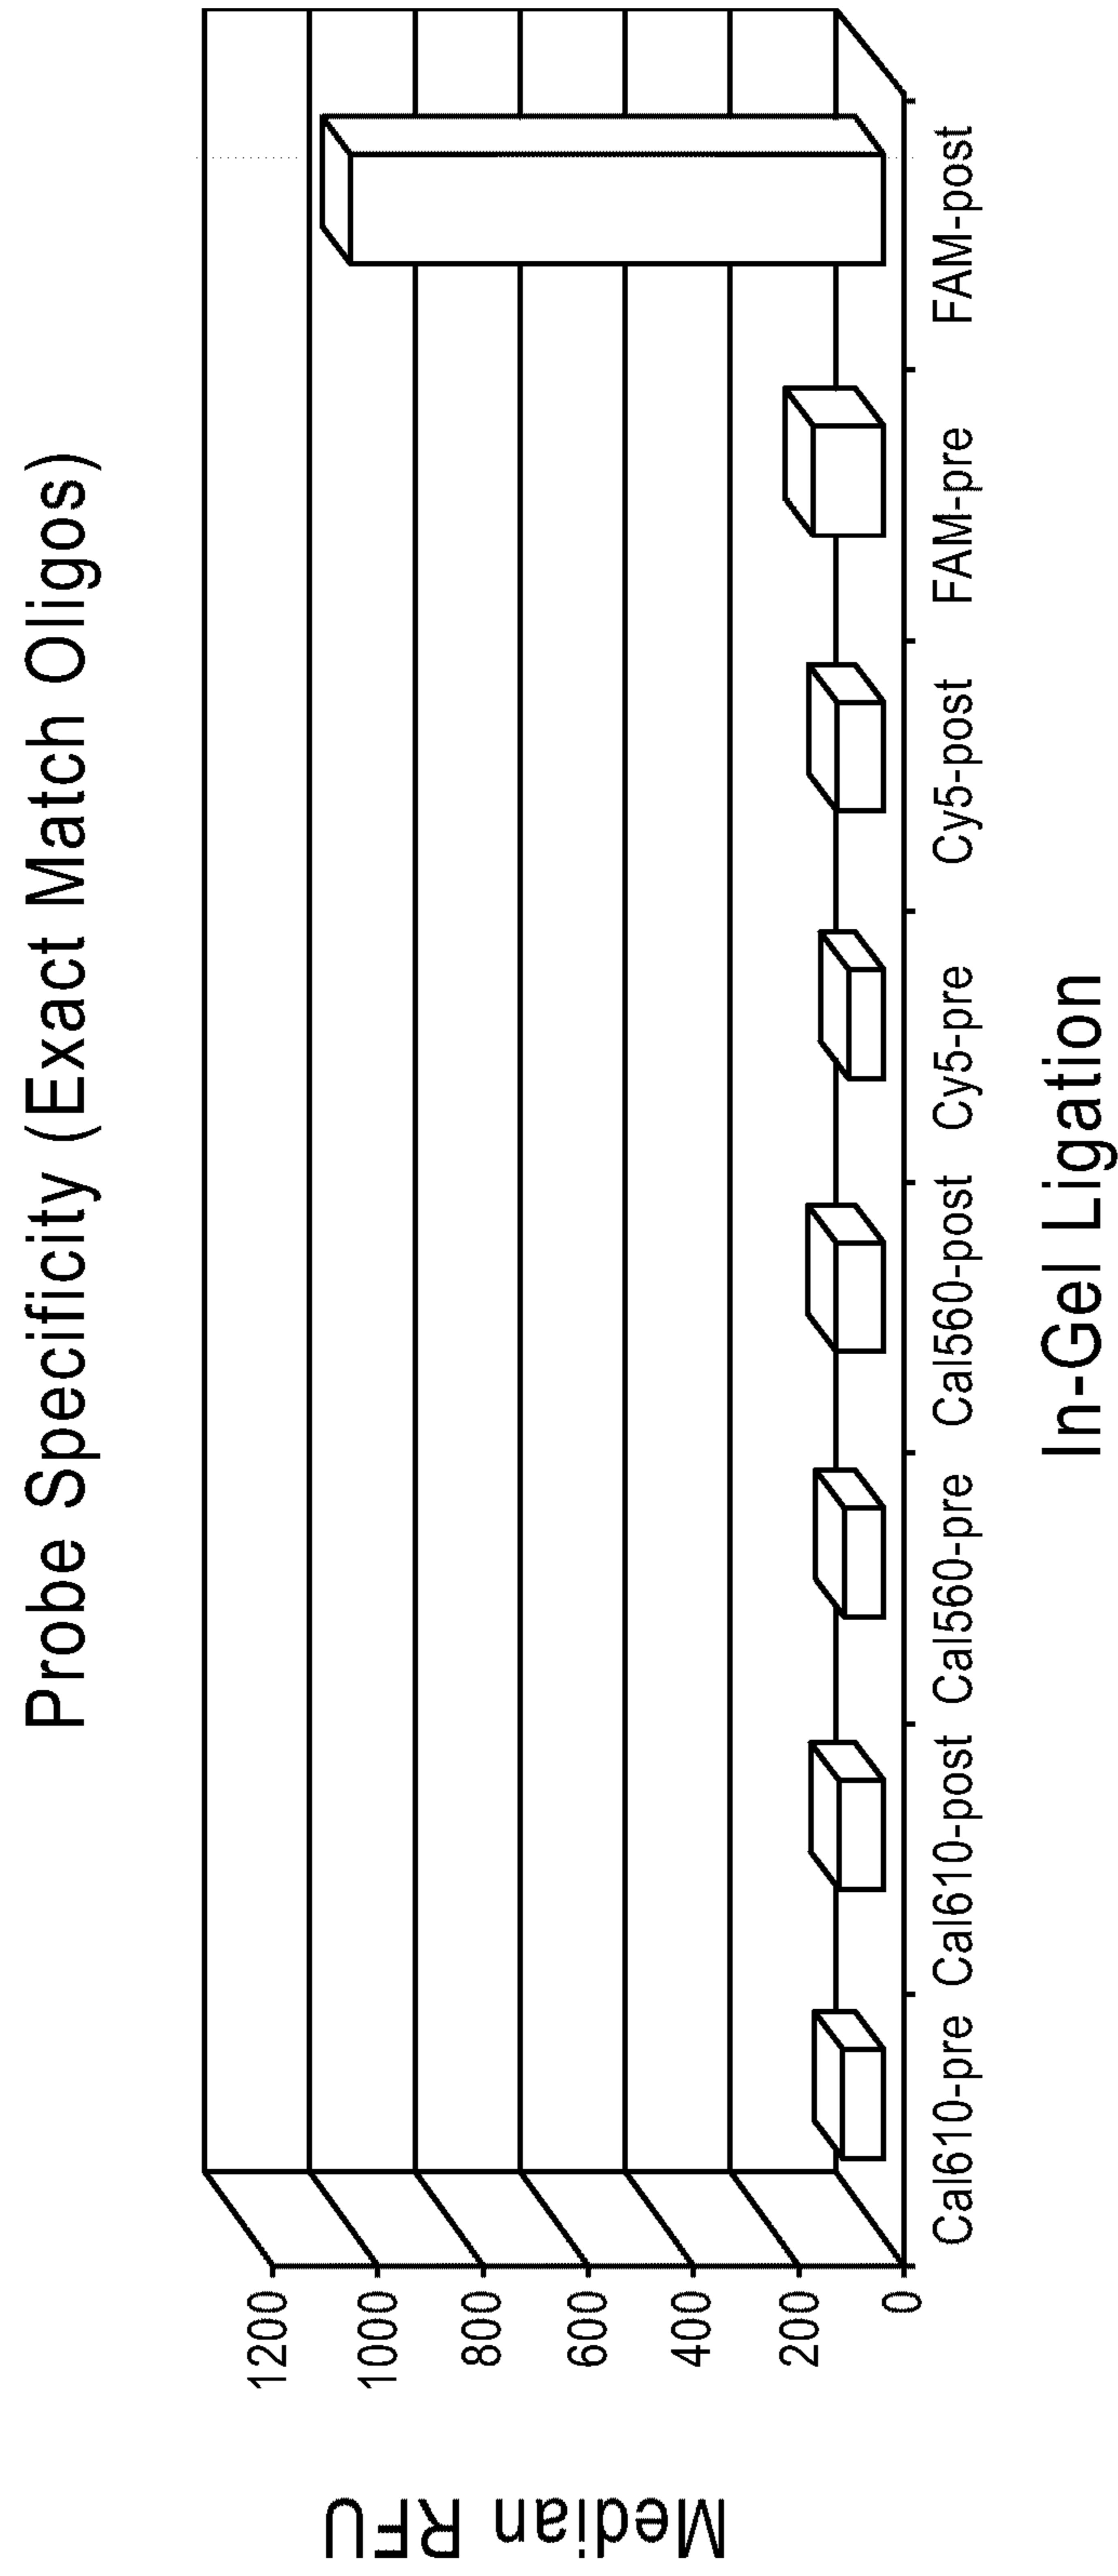 Probe Specificity (Exact Match Oligos)
Median RFU
1200
1000
800
600
400
200
0
Cal610-pre
Cal610-post
Cal560-pre
Cal560-post
Cy5-pre
Cy5-post
FAM-pre
FAM-post
In-Gel Ligation